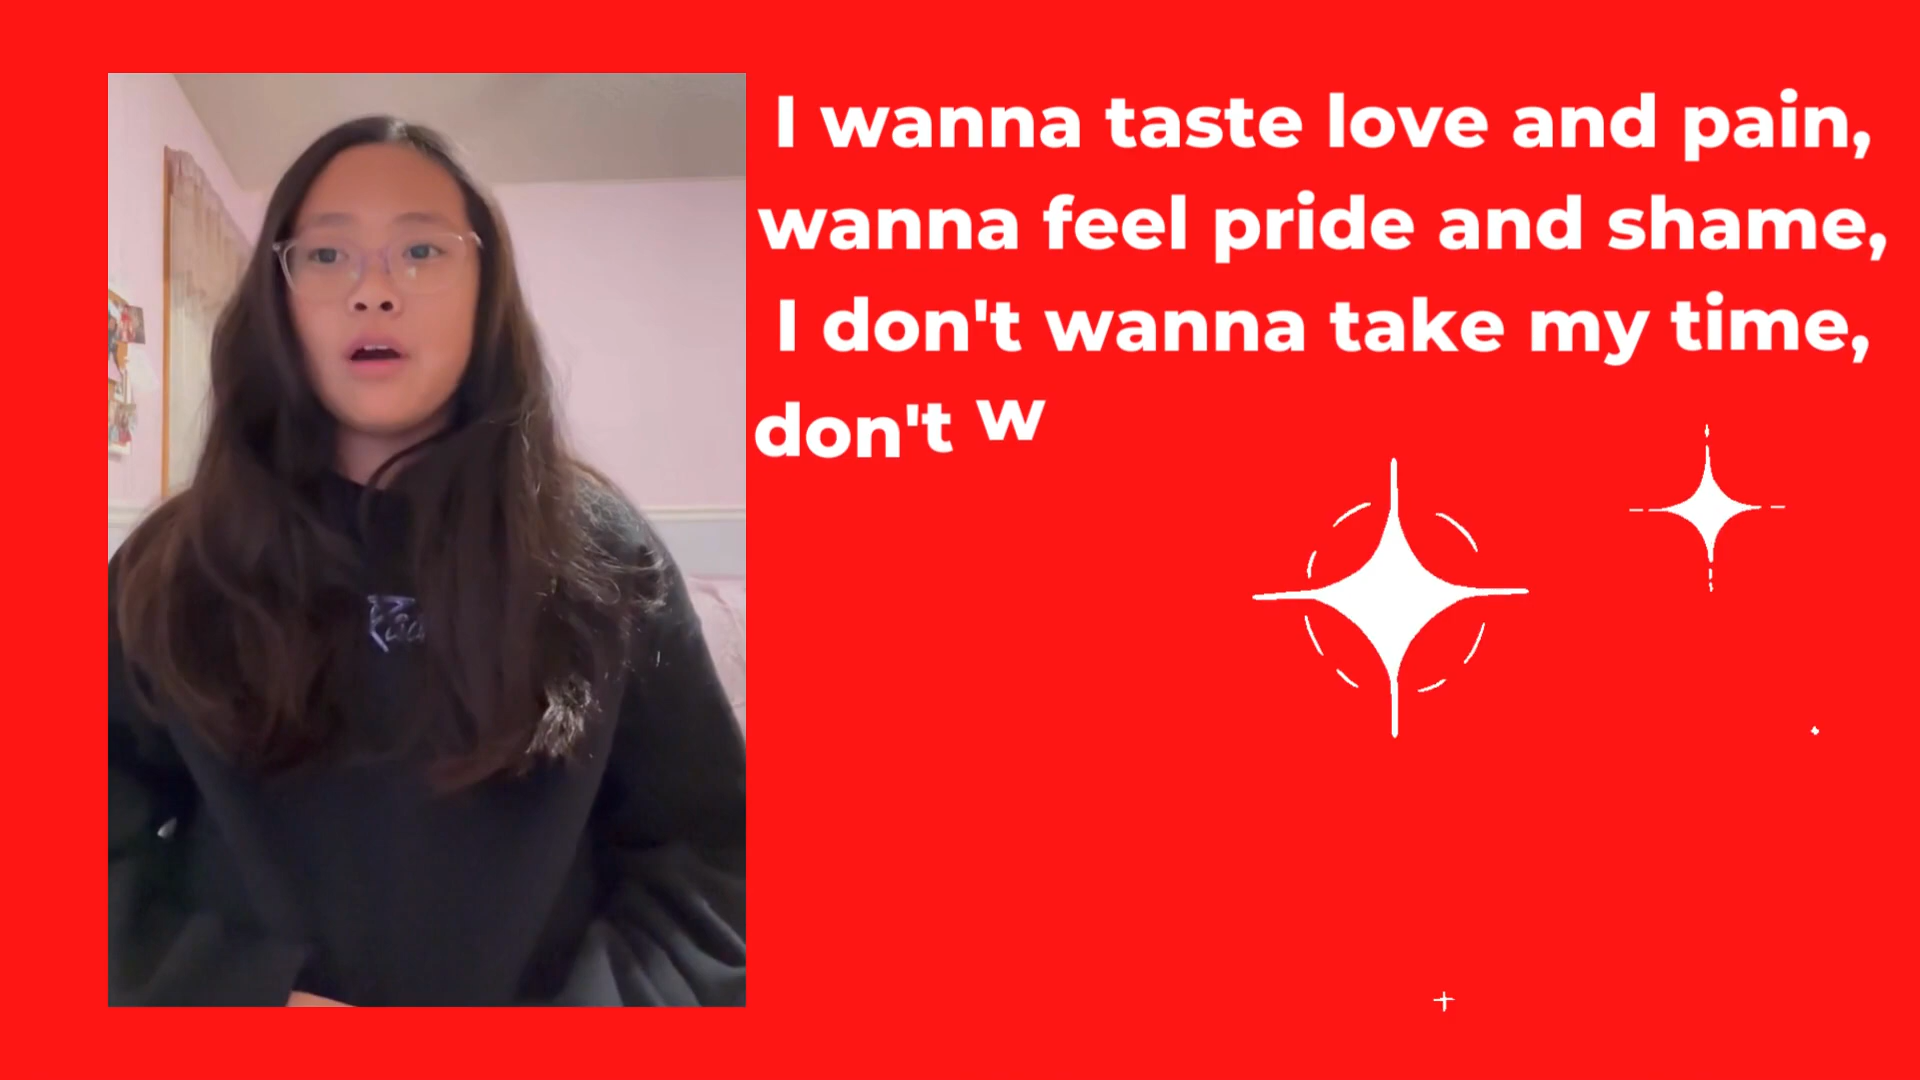 I wanna taste love and pain,
wanna feel pride and shame,
I don't wanna take my time,
don't w